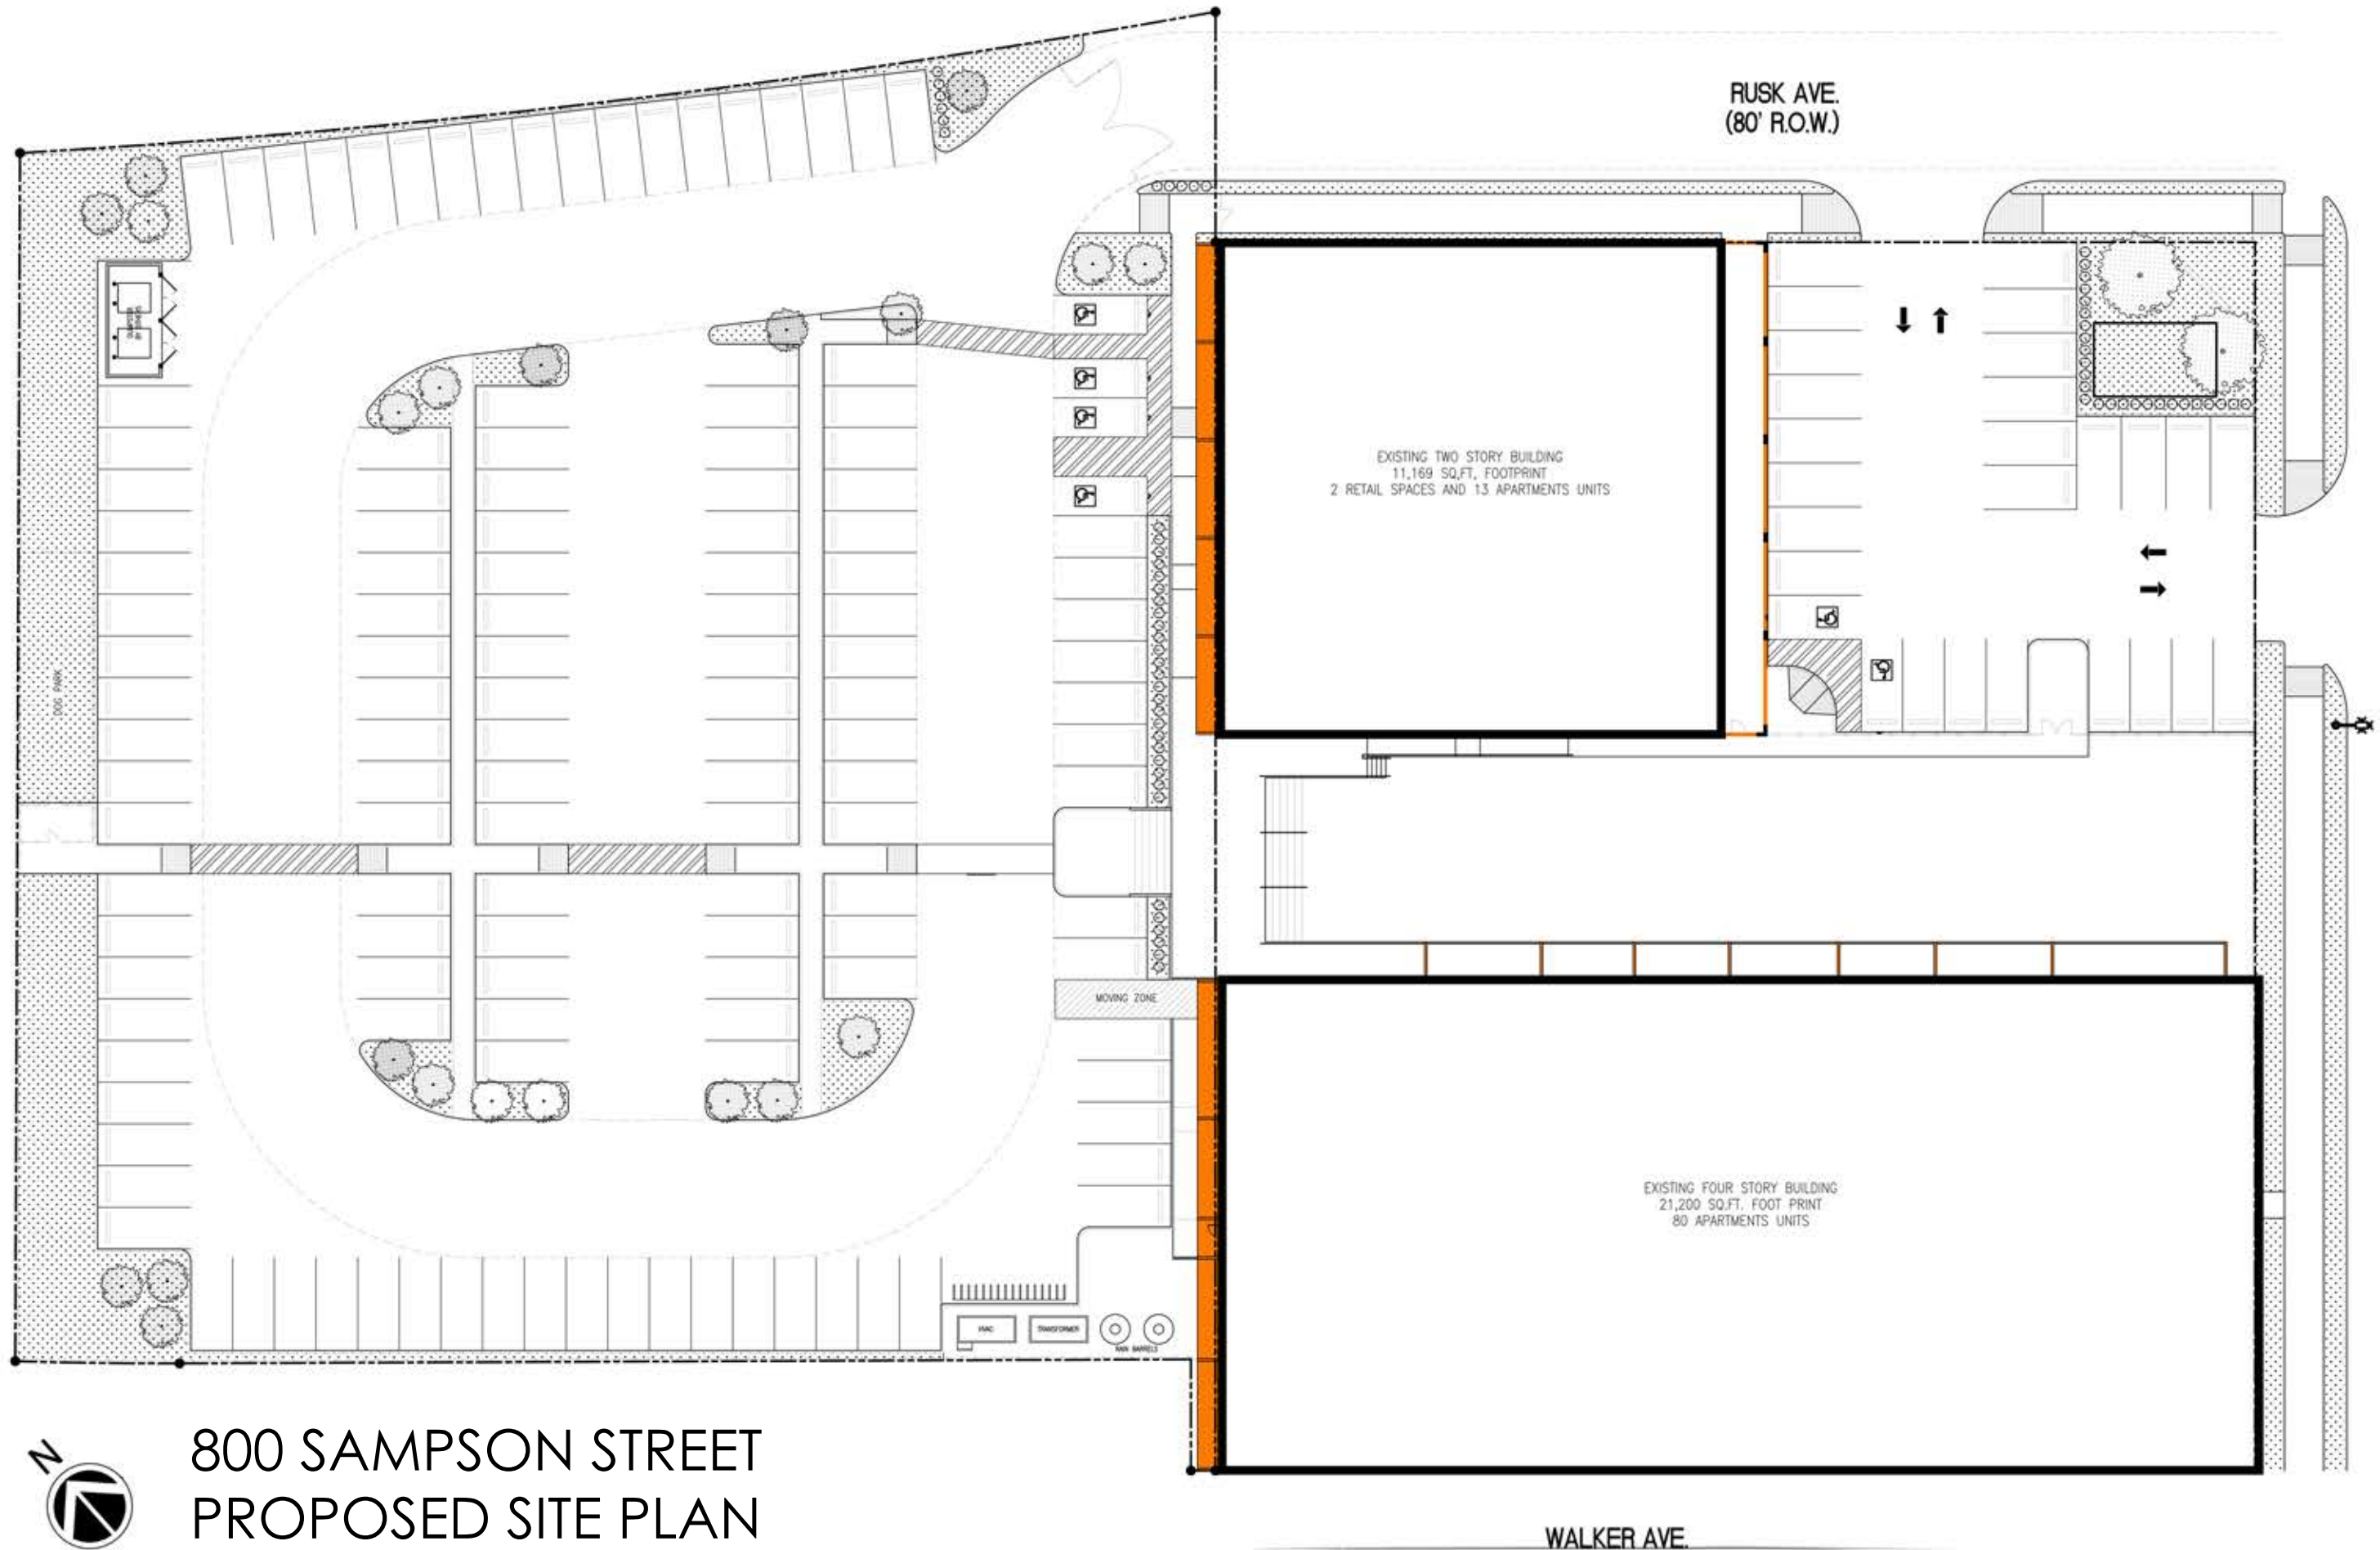 RUSK AVE.
(80' R.O.W.)
EXISTING TWO STORY BUILDING
11,169 SQ.FT. FOOTPRINT
2 RETAIL SPACES AND 13 APARTMENTS UNITS
DOG PARK
MOVING ZONE
EXISTING FOUR STORY BUILDING
21,200 SQ.FT. FOOT PRINT
80 APARTMENTS UNITS
HVAC
TRANSFORMER
RAIN BARRELS
N
800 SAMPSON STREET
PROPOSED SITE PLAN
WALKER AVE.